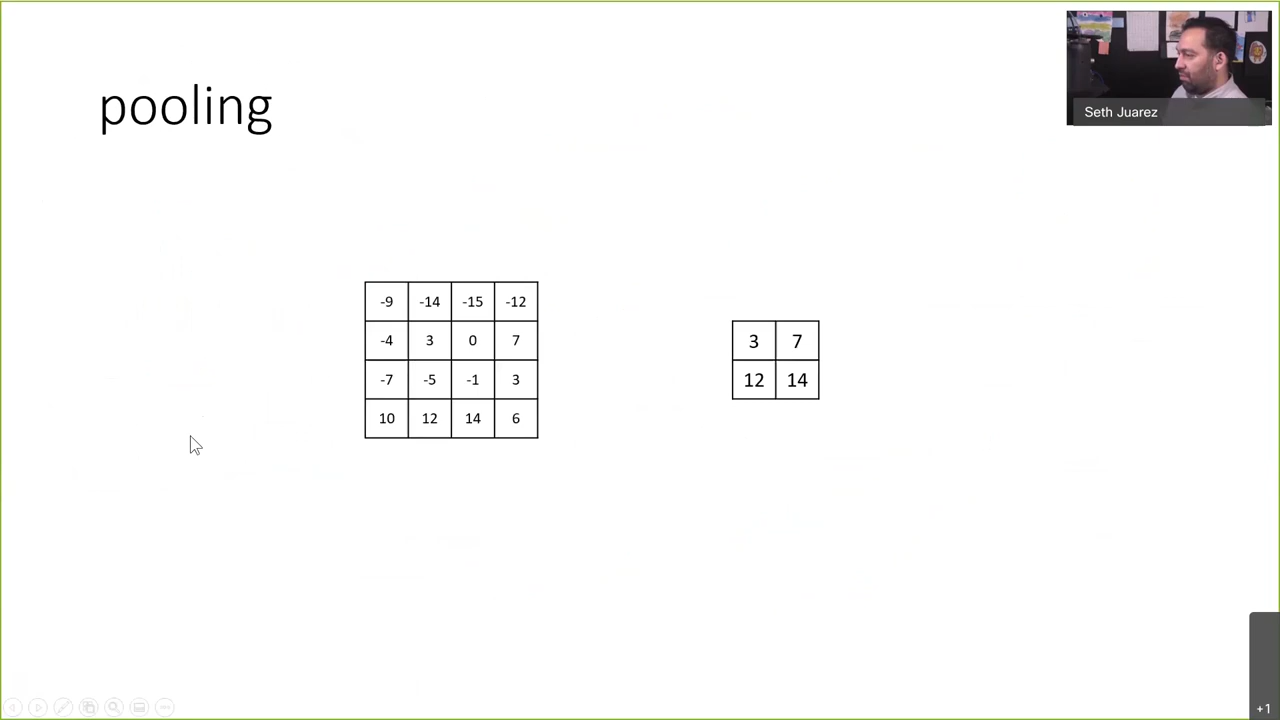 pooling
Seth Juarez
-9 -14 -15 -12
-4 3 0 7
-7 -5 -1 3
10 12 14 6
3 7
12 14
+1